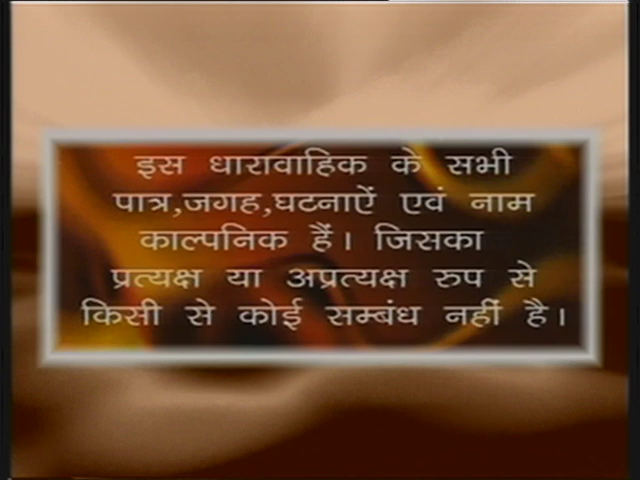 इस धारावाहिक के सभी
पात्र,जगह,घटनाऐं एवं नाम
काल्पनिक हैं। जिसका
प्रत्यक्ष या अप्रत्यक्ष रुप से
किसी से कोई सम्बंध नहीं है।